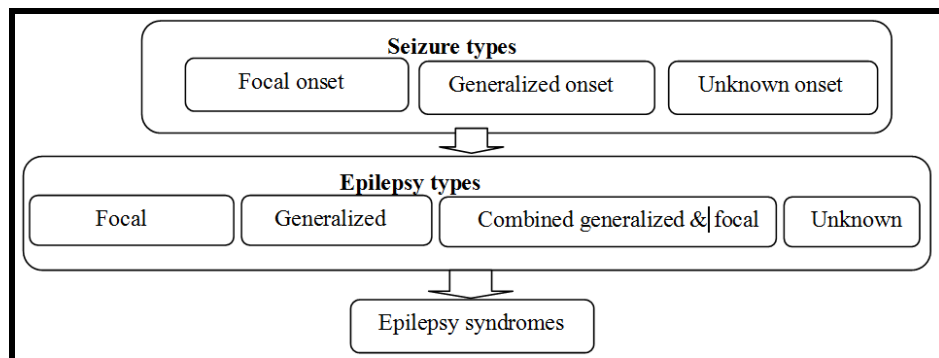 Seizure types
Focal onset
Generalized onset
Unknown onset
Epilepsy types
Focal
Generalized
Combined generalized & focal
Unknown
Epilepsy syndromes